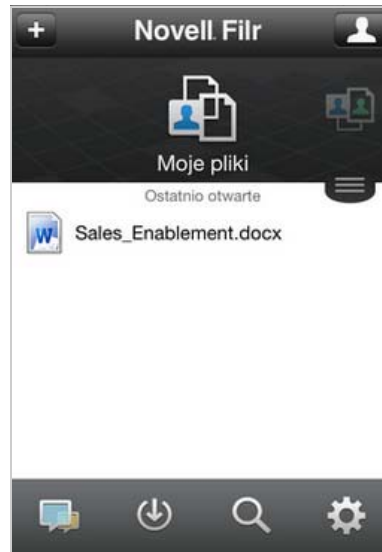 Novell Filr
Moje pliki
Ostatnio otwarte
Sales_Enablement.docx